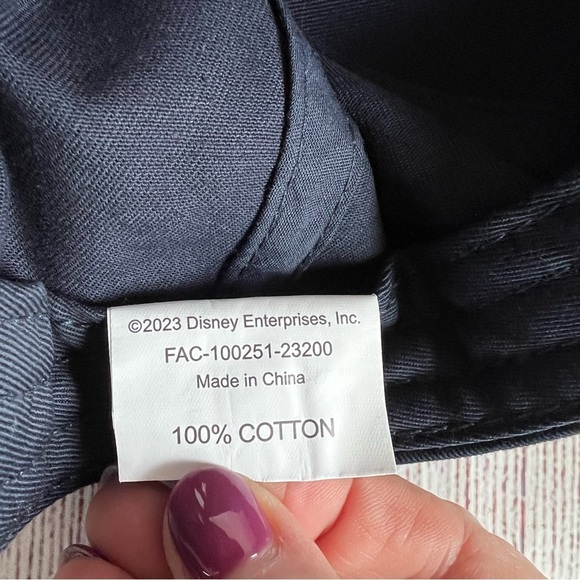 ©2023 Disney Enterprises, Inc.
FAC-100251-23200
Made in China
100% COTTON